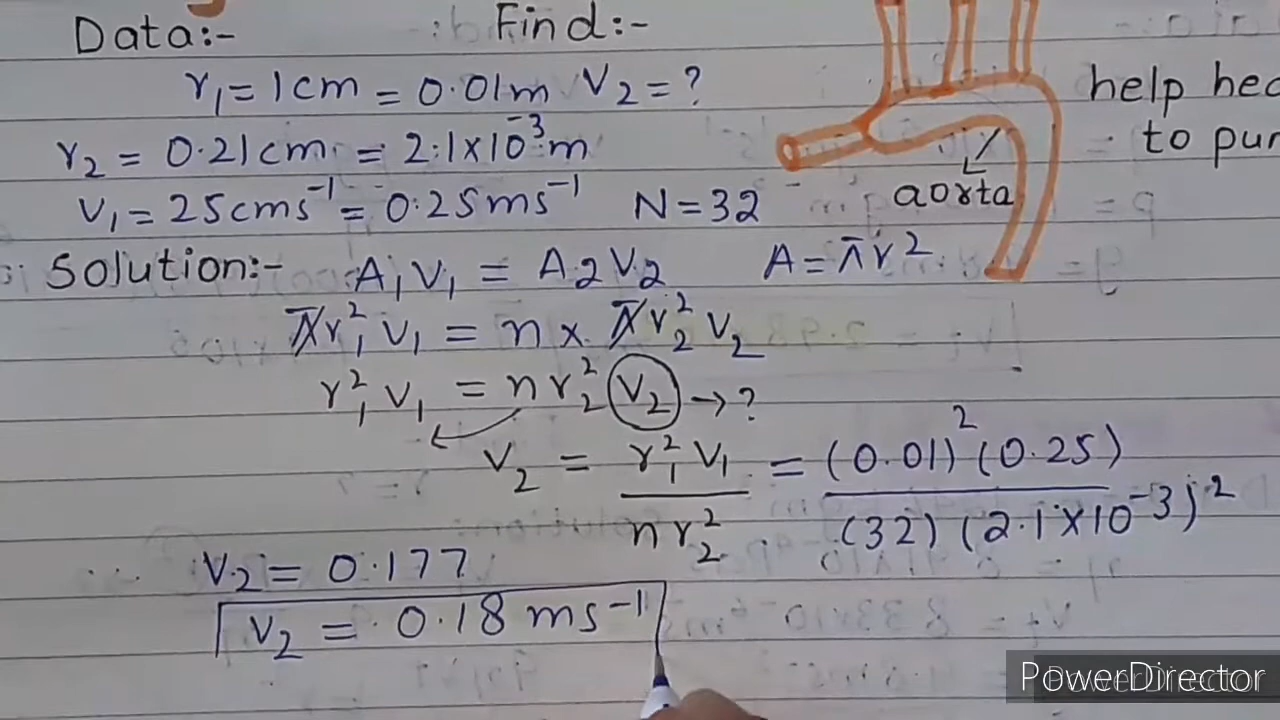 Data:- Find:-
r₁ = 1cm = 0.01m V₂ = ?
help
r₂ = 0.21cm = 2.1×10⁻³m
to
V₁ = 25cms⁻¹ = 0.25ms⁻¹ N = 32
aorta
Solution:- A₁V₁ = A₂V₂ A = πr²
πr₁²V₁ = n × πr₂²V₂
r₁²V₁ = nr₂²V₂ → ?
V₂ = r₁²V₁ / nr₂² = (0.01)²(0.25) / (32)(2.1×10⁻³)²
V₂ = 0.177
V₂ = 0.18 ms⁻¹
PowerDirector